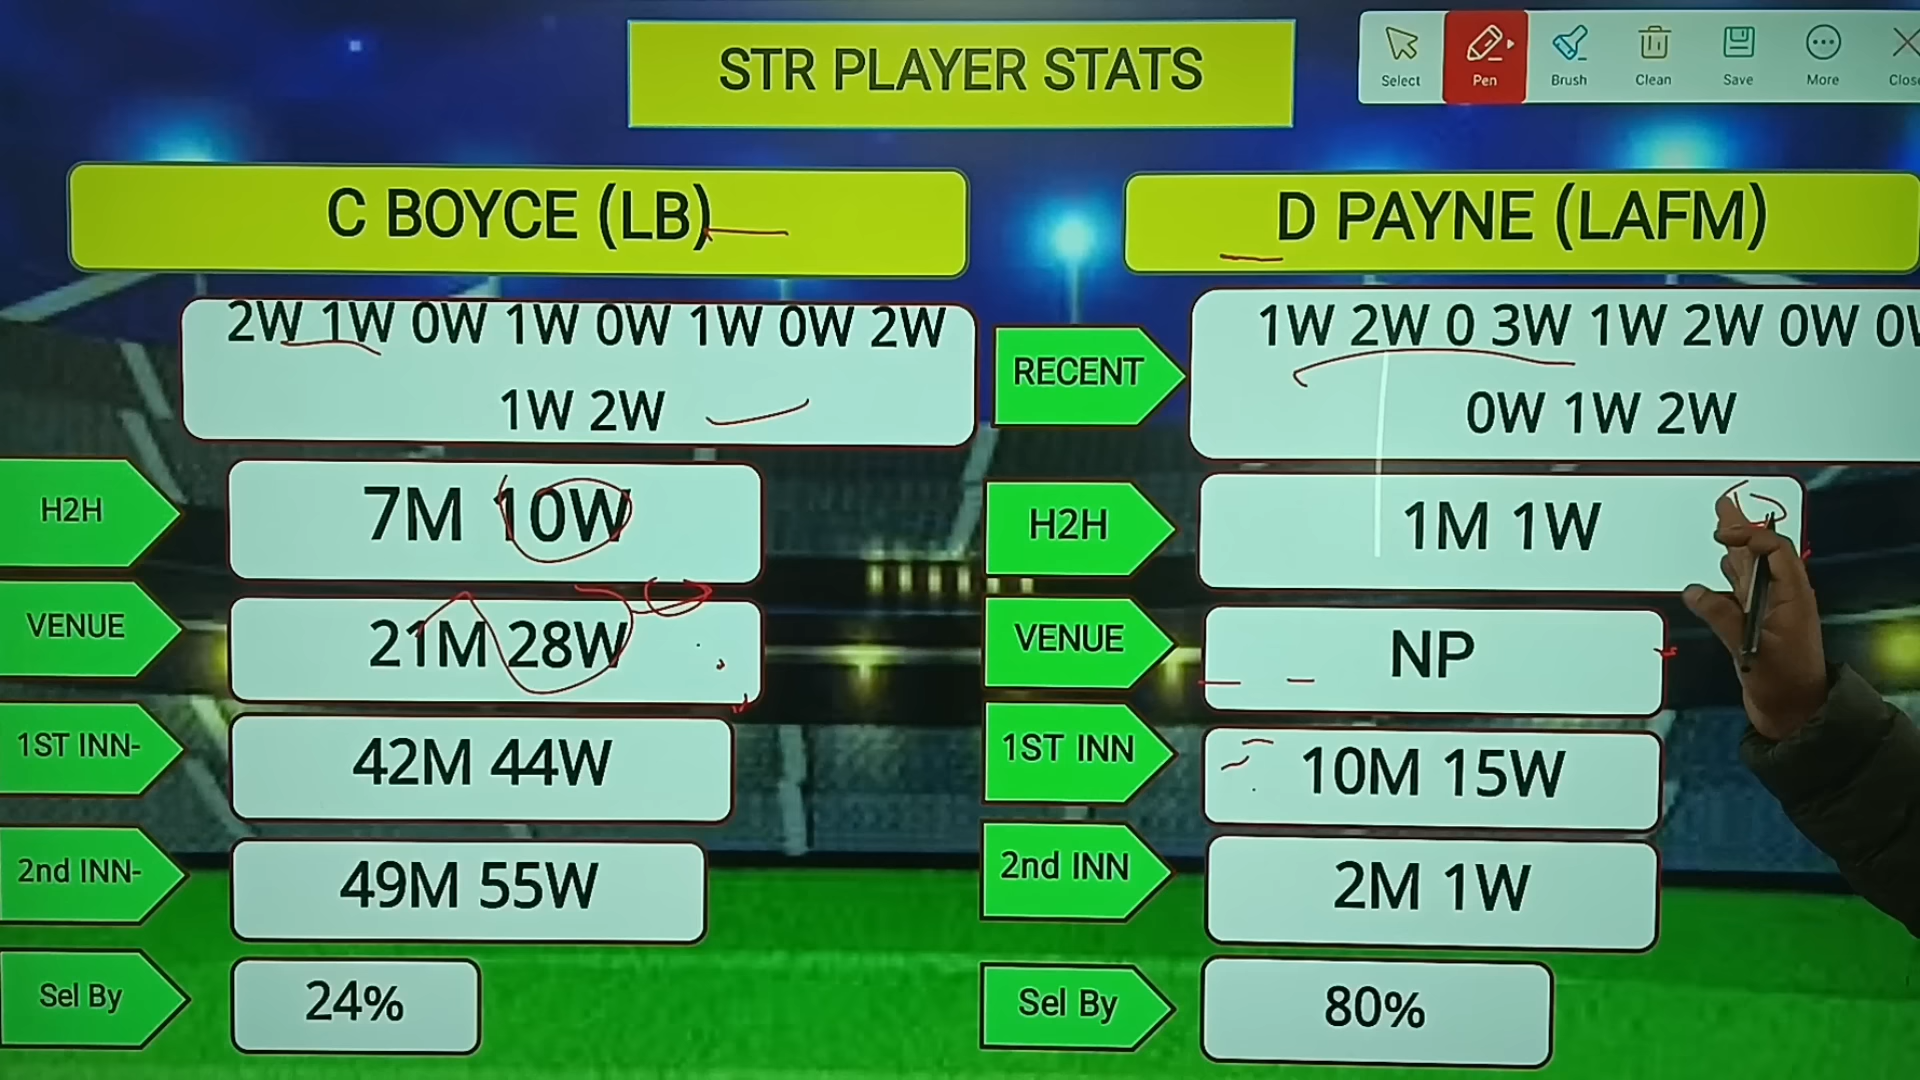 STR PLAYER STATS
Select
Pen
Brush
Clean
Save
More
C BOYCE (LB)
2W 1W 0W 1W 0W 1W 0W 2W
1W 2W
H2H
7M 10W
VENUE
21M 28W
1ST INN-
42M 44W
2nd INN-
49M 55W
Sel By
24%
D PAYNE (LAFM)
RECENT
1W 2W 0 3W 1W 2W 0W
0W 1W 2W
H2H
1M 1W
VENUE
NP
1ST INN
10M 15W
2nd INN
2M 1W
Sel By
80%